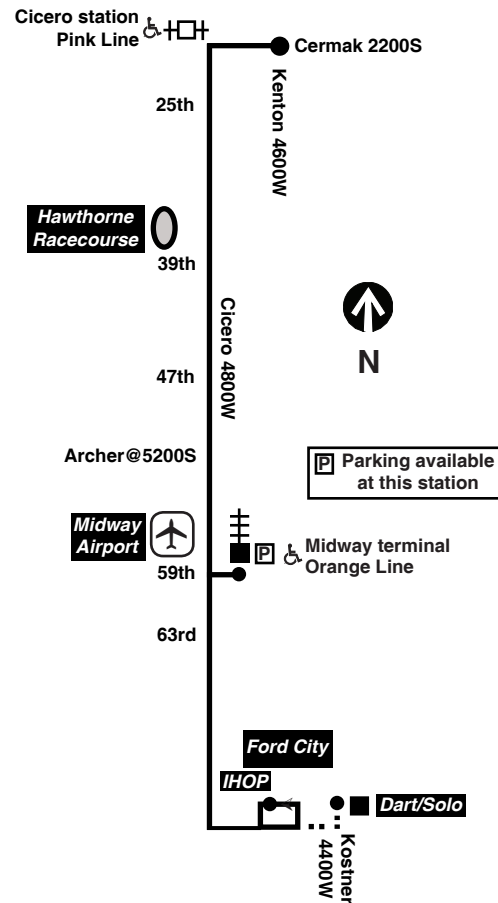 Cicero station
Pink Line
Cermak 2200S
Kenton 4600W
25th
Hawthorne
Racecourse
39th
Cicero 4800W
N
47th
Archer@5200S
P Parking available
at this station
Midway
Airport
P
Midway terminal
Orange Line
59th
63rd
Ford City
IHOP
Dart/Solo
Kostner
4400W